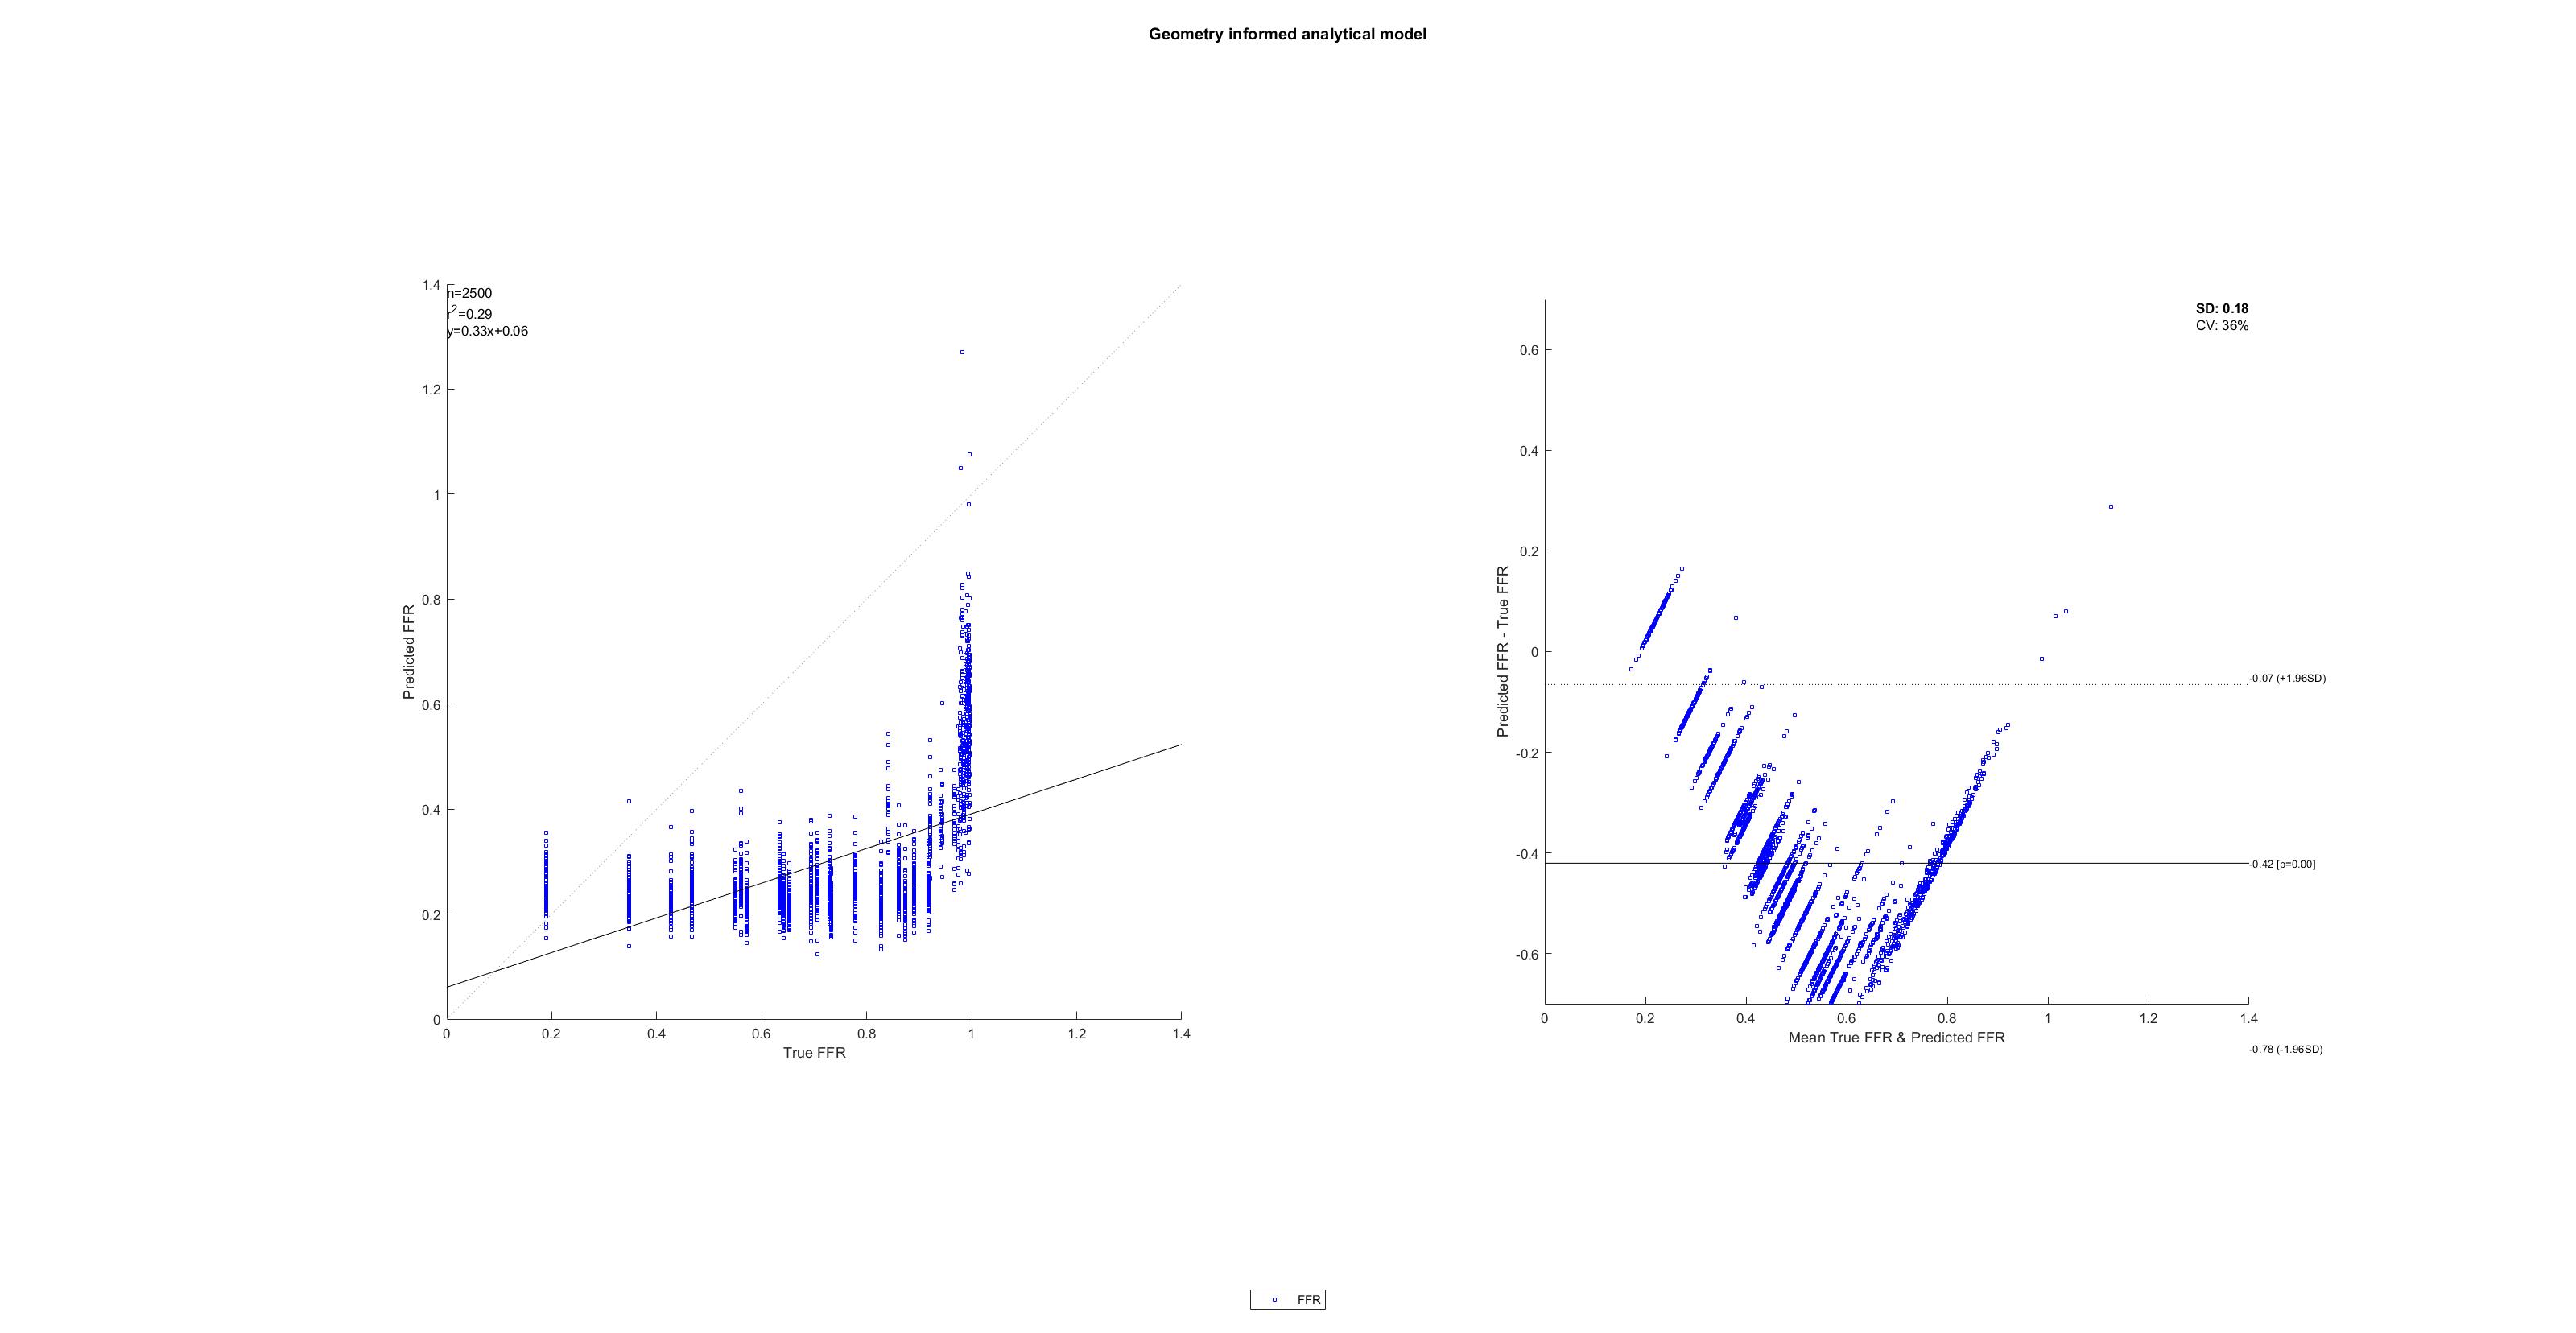 Geometry informed analytical model
n=2500
r²=0.29
y=0.33x+0.06
1.4
1.2
1
0.8
0.6
0.4
0.2
0
Predicted FFR
0 0.2 0.4 0.6 0.8 1 1.2 1.4
True FFR
SD: 0.18
CV: 36%
0.6
0.4
0.2
0
-0.2
-0.4
-0.6
Predicted FFR - True FFR
-0.07 (+1.96SD)
-0.42 [p=0.00]
-0.78 (-1.96SD)
0 0.2 0.4 0.6 0.8 1 1.2 1.4
Mean True FFR & Predicted FFR
FFR